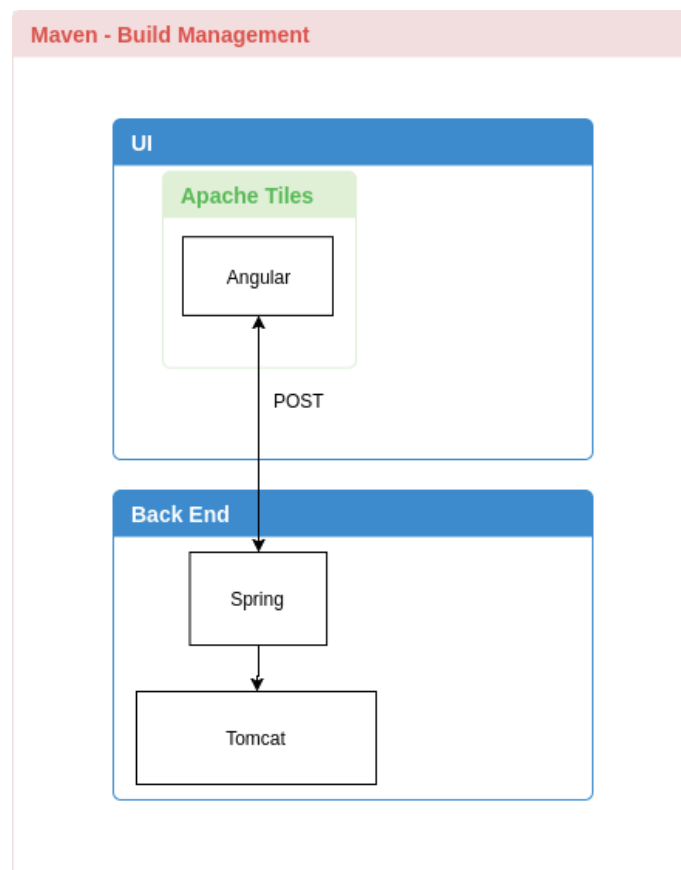 Maven - Build Management
UI
Apache Tiles
Angular
POST
Back End
Spring
Tomcat